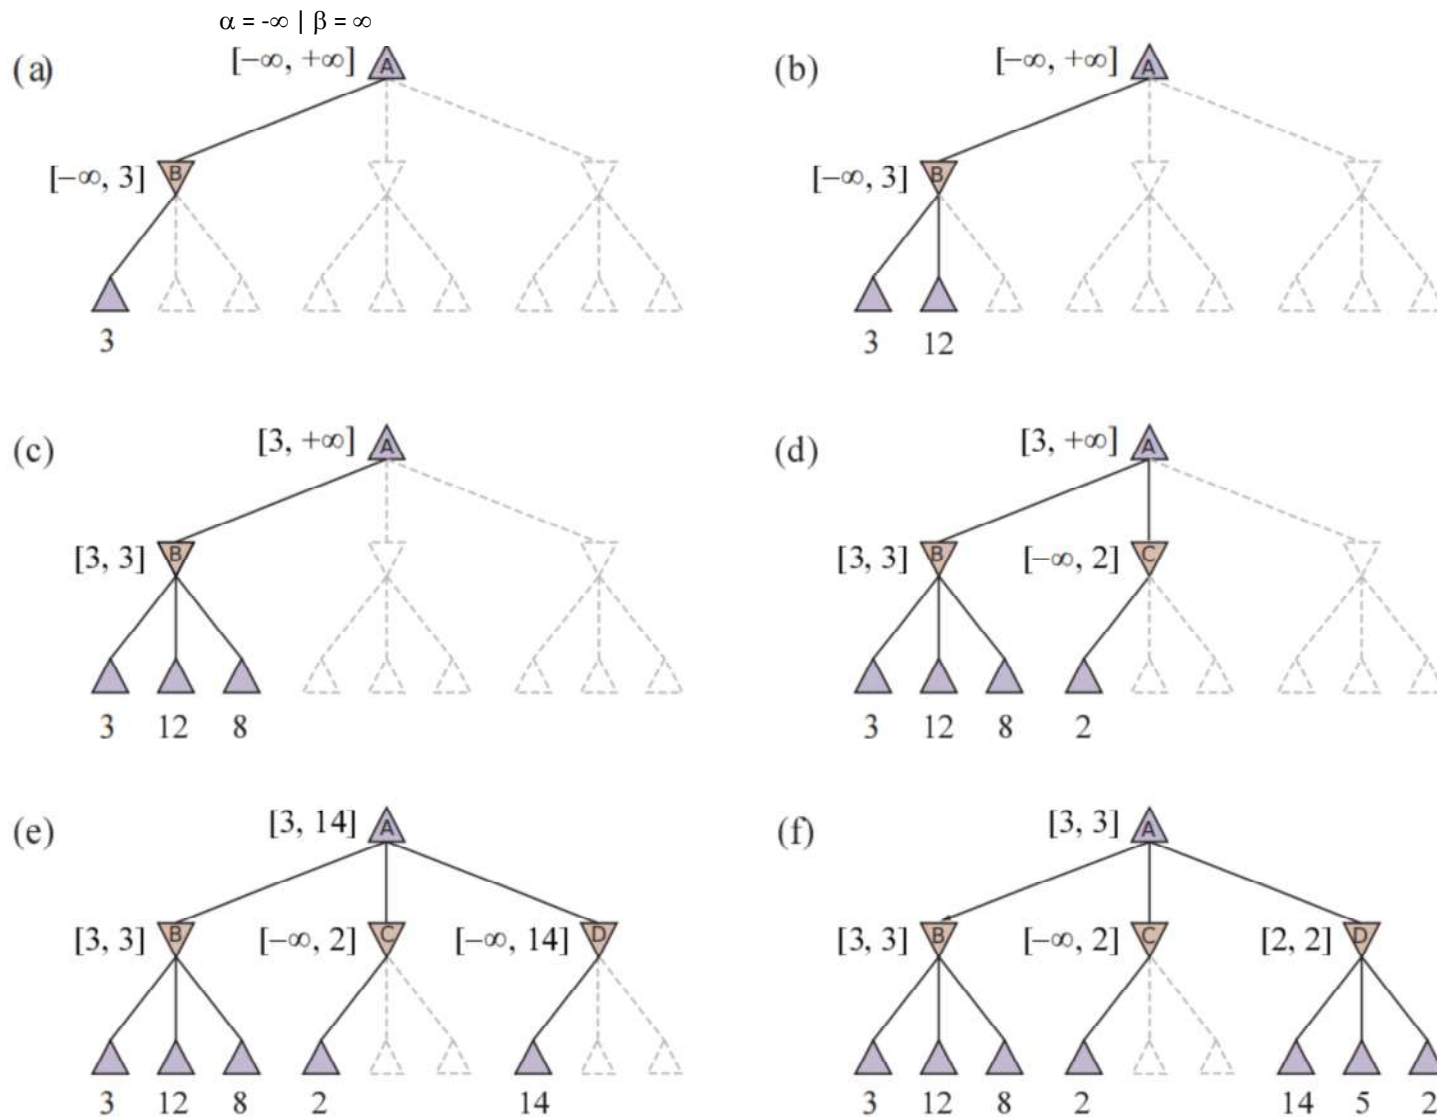 α = -∞ | β = ∞
(a) [−∞, +∞] A
[−∞, 3] B
3
(b) [−∞, +∞] A
[−∞, 3] B
3 12
(c) [3, +∞] A
[3, 3] B
3 12 8
(d) [3, +∞] A
[3, 3] B [−∞, 2] C
3 12 8 2
(e) [3, 14] A
[3, 3] B [−∞, 2] C [−∞, 14] D
3 12 8 2 14
(f) [3, 3] A
[3, 3] B [−∞, 2] C [2, 2] D
3 12 8 2 14 5 2